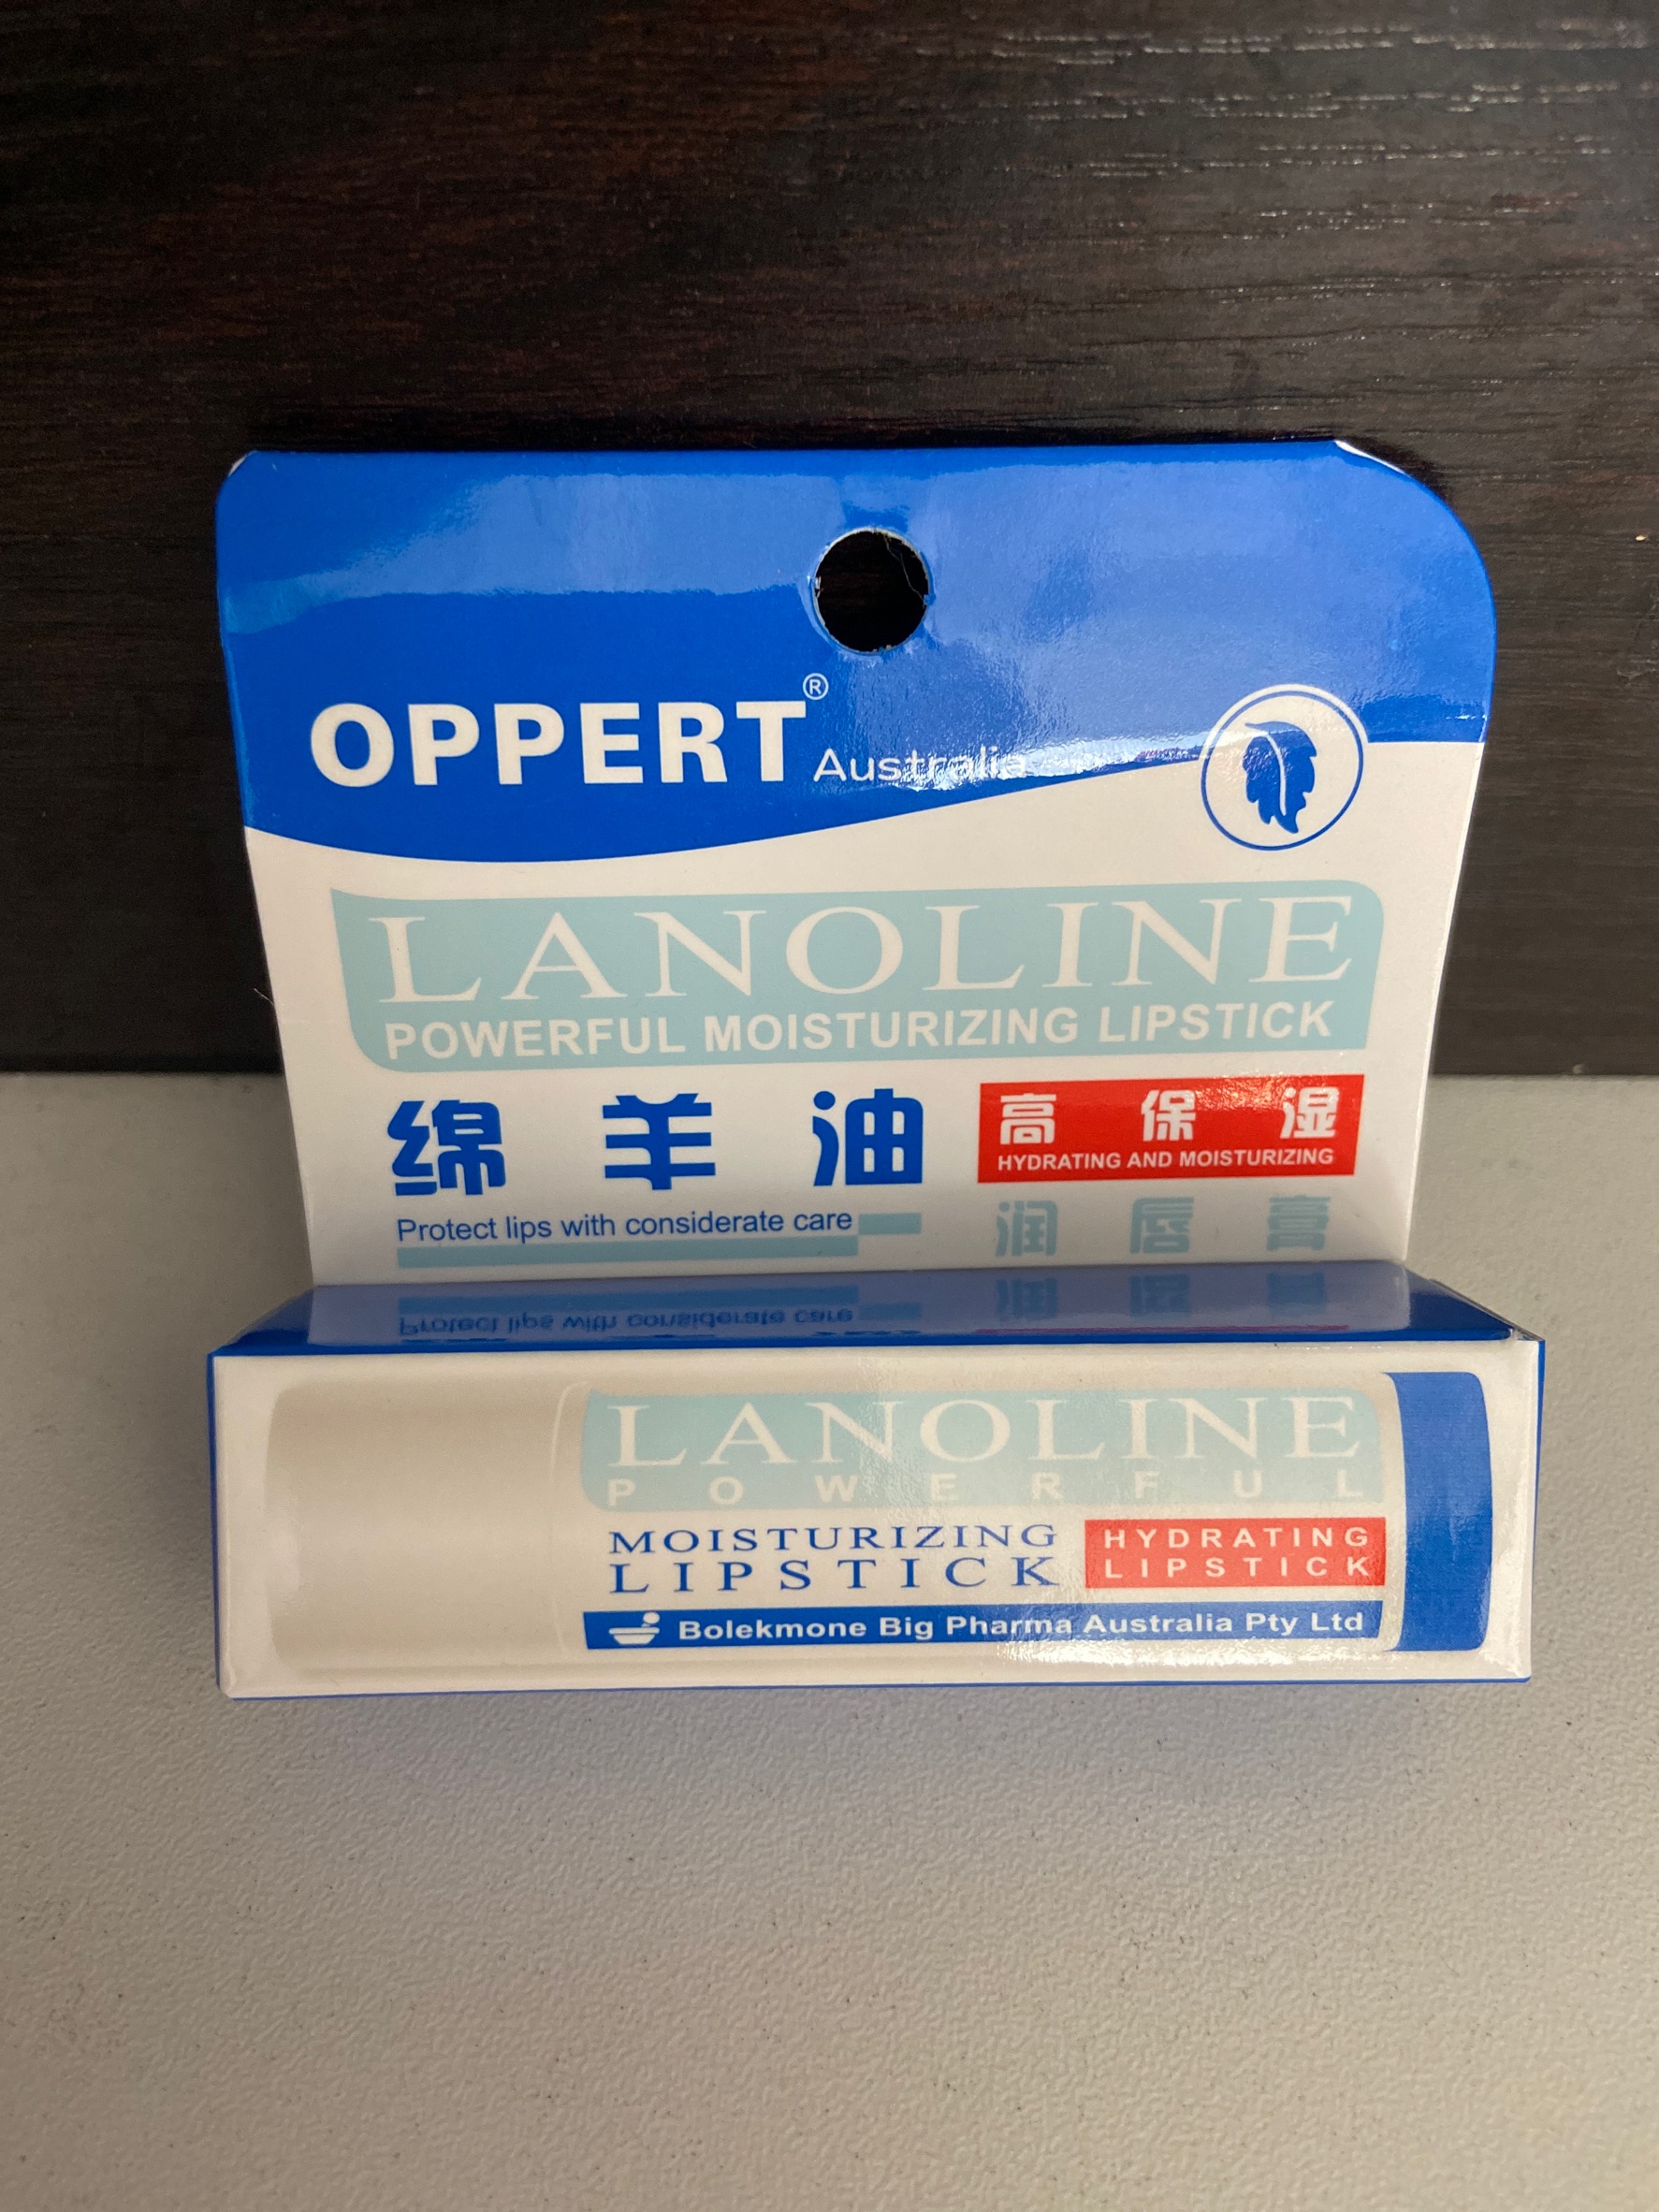 OPPERT® Australia
LANOLINE
POWERFUL MOISTURIZING LIPSTICK
绵羊油 高保湿
HYDRATING AND MOISTURIZING
Protect lips with considerate care 润唇膏
LANOLINE
POWERFUL
MOISTURIZING HYDRATING
LIPSTICK LIPSTICK
Bolekmone Big Pharma Australia Pty Ltd